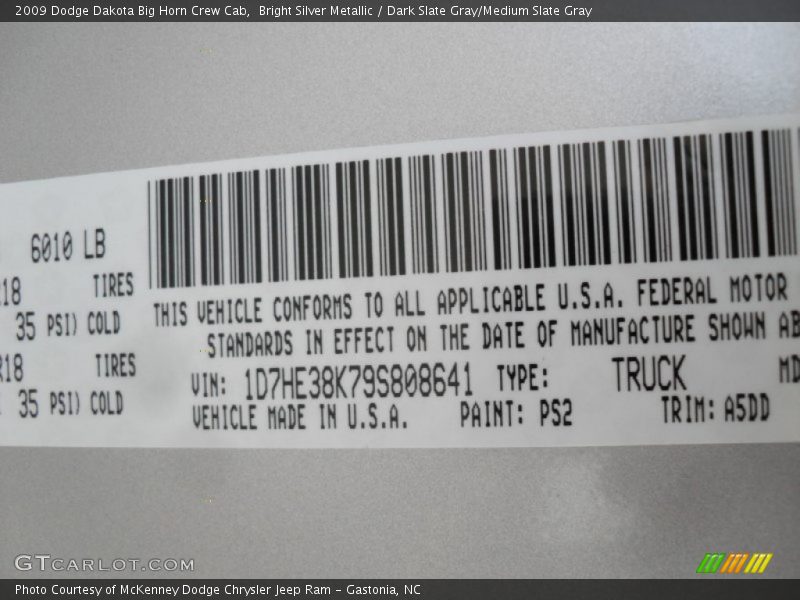 2009 Dodge Dakota Big Horn Crew Cab,  Bright Silver Metallic / Dark Slate Gray/Medium Slate Gray
6010 LB
R18 TIRES
35 PSI) COLD
R18 TIRES
35 PSI) COLD
THIS VEHICLE CONFORMS TO ALL APPLICABLE U.S.A. FEDERAL MOTOR
STANDARDS IN EFFECT ON THE DATE OF MANUFACTURE SHOWN AB
VIN: 1D7HE38K79S808641 TYPE: TRUCK MD
VEHICLE MADE IN U.S.A. PAINT: PS2 TRIM: A5DD
GTCARLOT.COM
Photo Courtesy of McKenney Dodge Chrysler Jeep Ram – Gastonia, NC